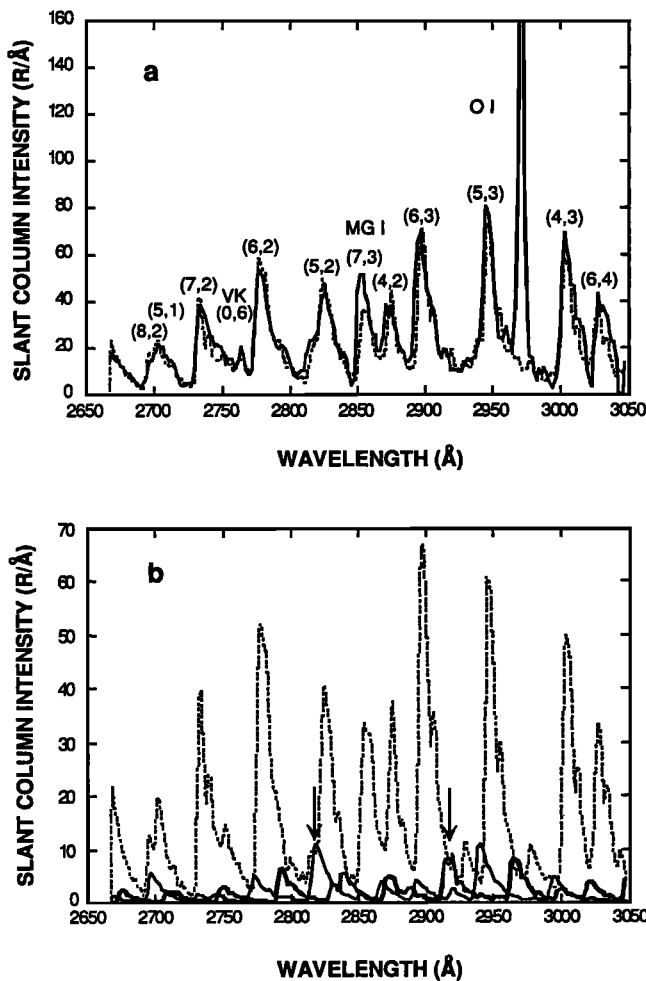 160
140
120
100
80
60
40
20
0
SLANT COLUMN INTENSITY (R/Å)
a
O I
(5,3)
(6,3)
MG I
(7,3)
(4,3)
(6,2)
(5,2)
(4,2)
(6,4)
(7,2)
VK
(0,6)
(5,1)
(8,2)
2650 2700 2750 2800 2850 2900 2950 3000 3050
WAVELENGTH (Å)
70
60
50
40
30
20
10
0
SLANT COLUMN INTENSITY (R/Å)
b
2650 2700 2750 2800 2850 2900 2950 3000 3050
WAVELENGTH (Å)